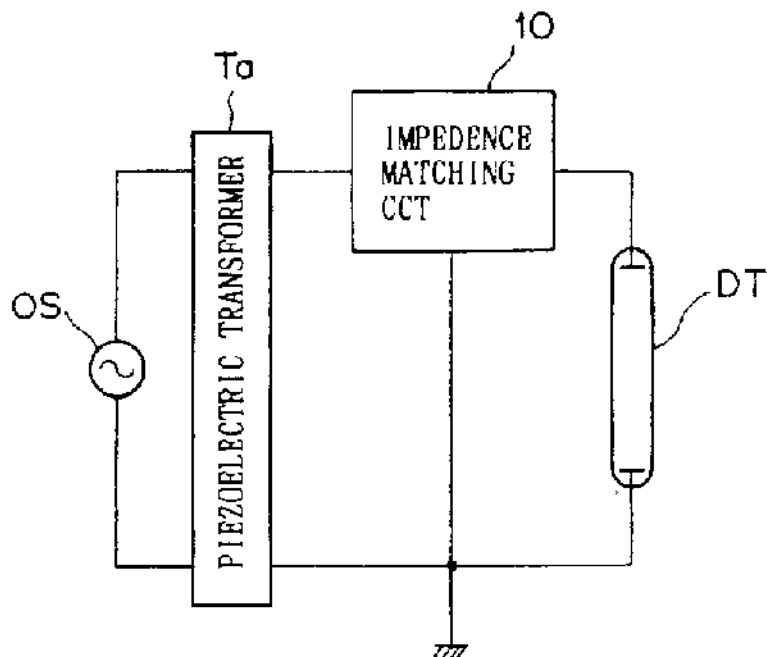 10
Ta
IMPEDENCE
MATCHING
CCT
PIEZOELECTRIC TRANSFORMER
OS
DT